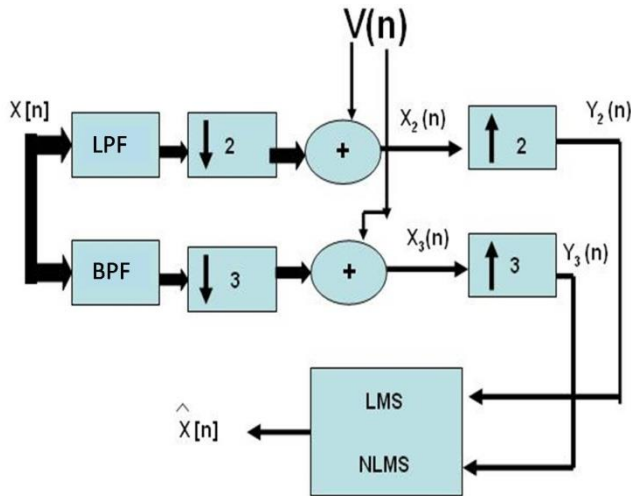 V(n)
X[n]
LPF
↓ 2
+
X₂(n)
↑ 2
Y₂(n)
BPF
↓ 3
+
X₃(n)
↑ 3
Y₃(n)
LMS
X̂[n]
NLMS